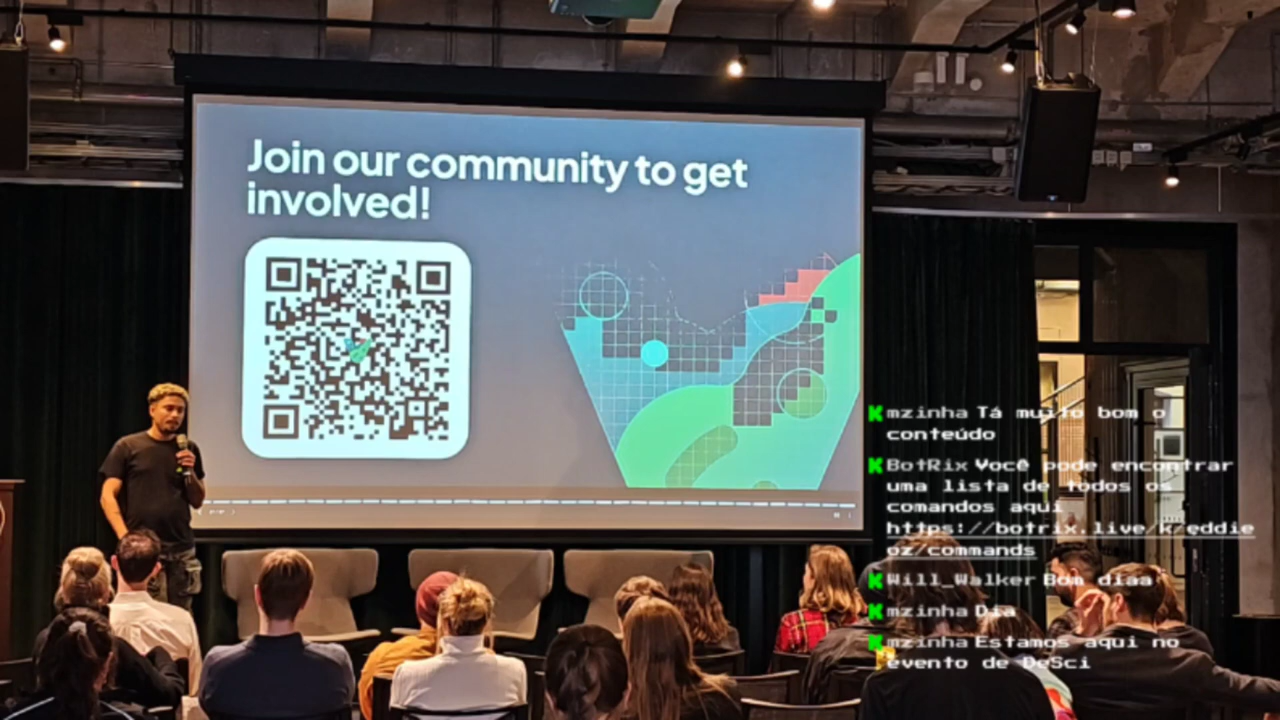 Join our community to get
involved!
mzinha Tá muito bom o
conteúdo
BotRix Você pode encontrar
uma lista de todos os
comandos aqui
https://botrix.live/k/eddie
oz/commands
Will_Walker Bom diaa
mzinha Dia
mzinha Estamos aqui no
evento de DeSci